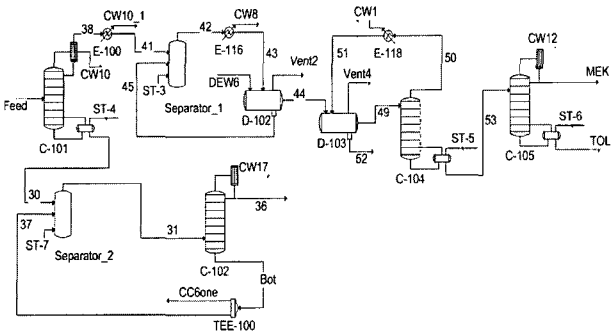 38
CW10_1
E-100
CW10
41
42
CW8
E-116
43
45
ST-3
Separator_1
DEW6
Vent2
D-102
44
CW1
51
E-118
50
Vent4
D-103
52
49
C-104
ST-5
53
CW12
MEK
C-105
ST-6
TOL
Feed
ST-4
C-101
30
37
ST-7
Separator_2
31
CW17
36
C-102
Bot
CC6one
TEE-100